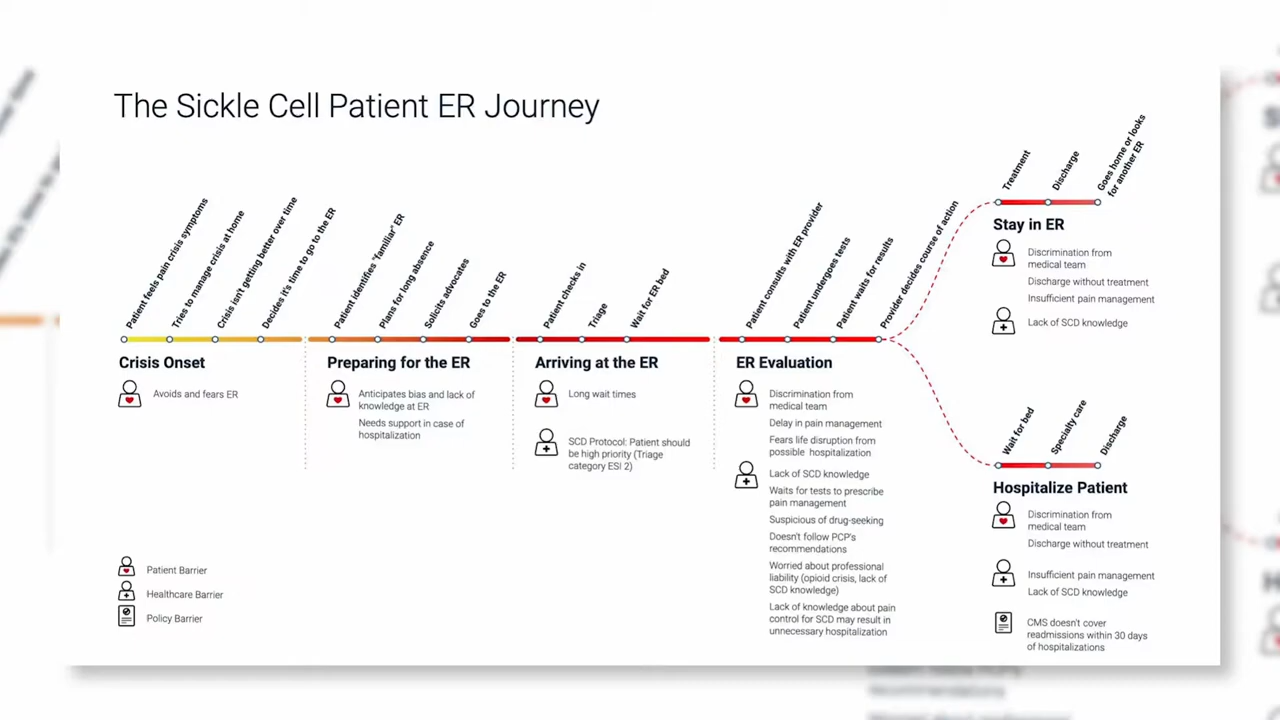 The Sickle Cell Patient ER Journey
Patient feels pain crisis symptoms
Tries to manage crisis at home
Crisis isn't getting better over time
Decides it's time to go to the ER
Crisis Onset
Avoids and fears ER
Patient identifies "familiar" ER
Plans for long absence
Solicits advocates
Goes to the ER
Preparing for the ER
Anticipates bias and lack of
knowledge at ER
Needs support in case of
hospitalization
Patient checks in
Triage
Wait for ER bed
Arriving at the ER
Long wait times
SCD Protocol: Patient should
be high priority (Triage
category ESI 2)
Patient consults with ER provider
Patient undergoes tests
Patient waits for results
Provider decides course of action
ER Evaluation
Discrimination from
medical team
Delay in pain management
Fears life disruption from
possible hospitalization
Lack of SCD knowledge
Waits for tests to prescribe
pain management
Suspicious of drug-seeking
Doesn't follow PCP's
recommendations
Worried about professional
liability (opioid crisis, lack of
SCD knowledge)
Lack of knowledge about pain
control for SCD may result in
unnecessary hospitalization
Treatment
Discharge
Goes home or looks
for another ER
Stay in ER
Discrimination from
medical team
Discharge without treatment
Insufficient pain management
Lack of SCD knowledge
Wait for bed
Specialty care
Discharge
Hospitalize Patient
Discrimination from
medical team
Discharge without treatment
Insufficient pain management
Lack of SCD knowledge
CMS doesn't cover
readmissions within 30 days
of hospitalizations
Patient Barrier
Healthcare Barrier
Policy Barrier